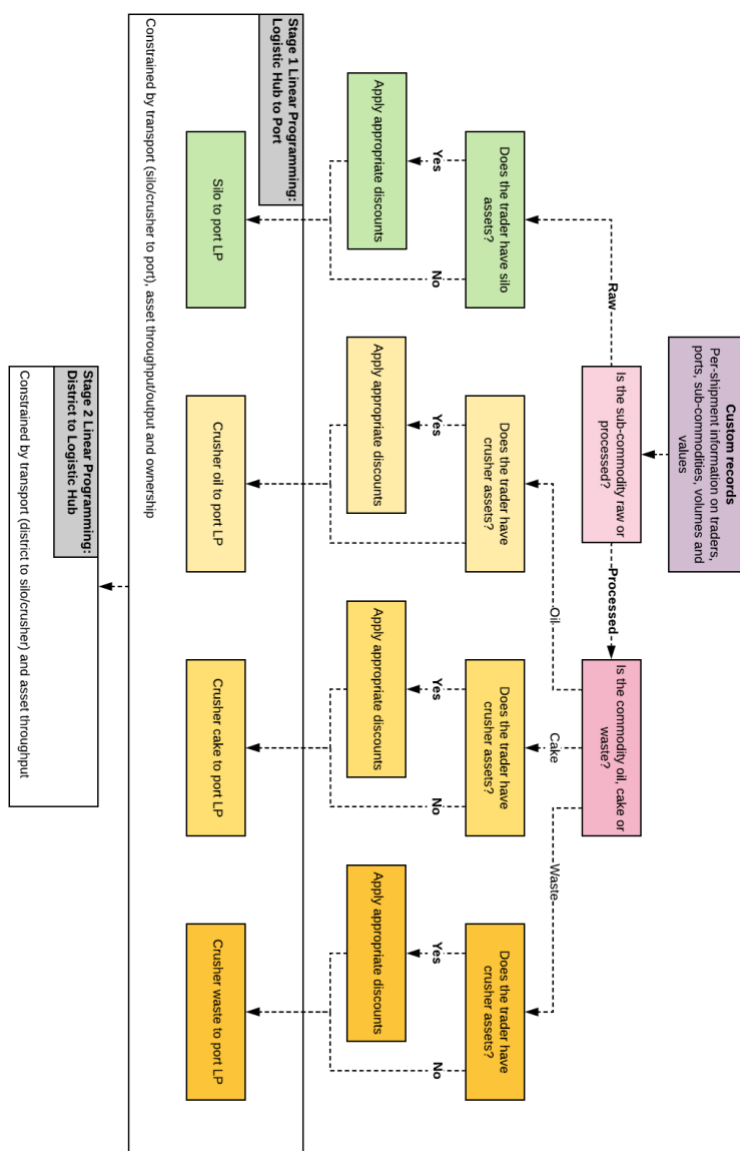 Custom records
Per-shipment information on traders,
ports, sub-commodities, volumes and
values
Is the sub-commodity raw or
processed?
Raw
Processed
Is the commodity oil, cake or
waste?
Oil
Cake
Waste
Does the trader have silo
assets?
Yes
No
Apply appropriate discounts
Does the trader have
crusher assets?
Yes
Apply appropriate discounts
Does the trader have
crusher assets?
Yes
No
Apply appropriate discounts
Does the trader have
crusher assets?
Yes
No
Apply appropriate discounts
Stage 1 Linear Programming:
Logistic Hub to Port
Silo to port LP
Crusher oil to port LP
Crusher cake to port LP
Crusher waste to port LP
Constrained by transport (silo/crusher to port), asset throughput/output and ownership
Stage 2 Linear Programming:
District to Logistic Hub
Constrained by transport (district to silo/crusher) and asset throughput